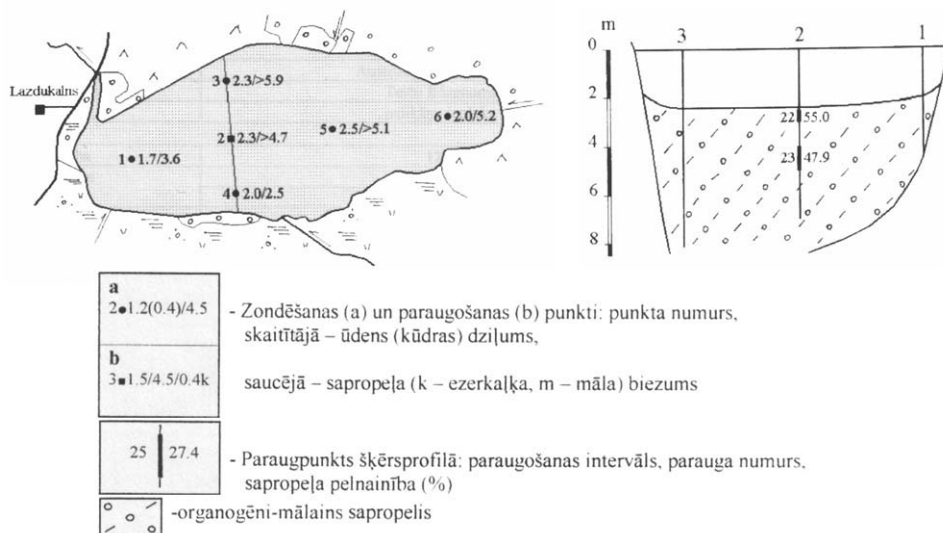 Lazdukalns
3 2.3/>5.9
2 2.3/>4.7
5 2.5/>5.1
6 2.0/5.2
1 1.7/3.6
4 2.0/2.5
m
0
2
4
6
8
3 2 1
22 55.0
23 47.9
a
2 1.2(0.4)/4.5
- Zondēšanas (a) un paraugošanas (b) punkti: punkta numurs,
skaitītājā – ūdens (kūdras) dziļums,
b
3 1.5/4.5/0.4k
saucējā – sapropeļa (k – ezerkaļķa, m – māla) biezums
25 27.4
- Paraugpunkts šķērsprofilā: paraugošanas intervāls, parauga numurs,
sapropeļa pelnainība (%)
-organogēni-mālains sapropelis